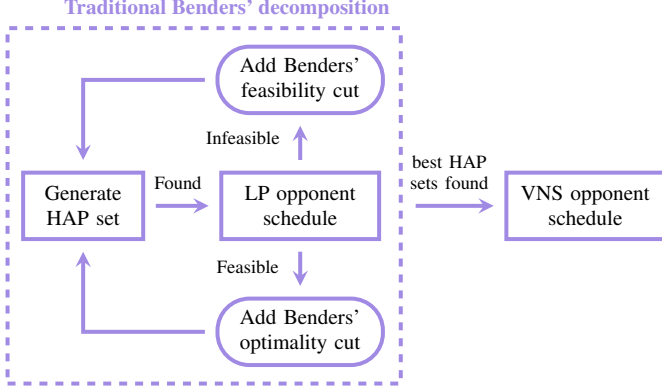 Traditional Benders' decomposition
Add Benders'
feasibility cut
Infeasible
Generate
HAP set
Found
LP opponent
schedule
best HAP
sets found
VNS opponent
schedule
Feasible
Add Benders'
optimality cut